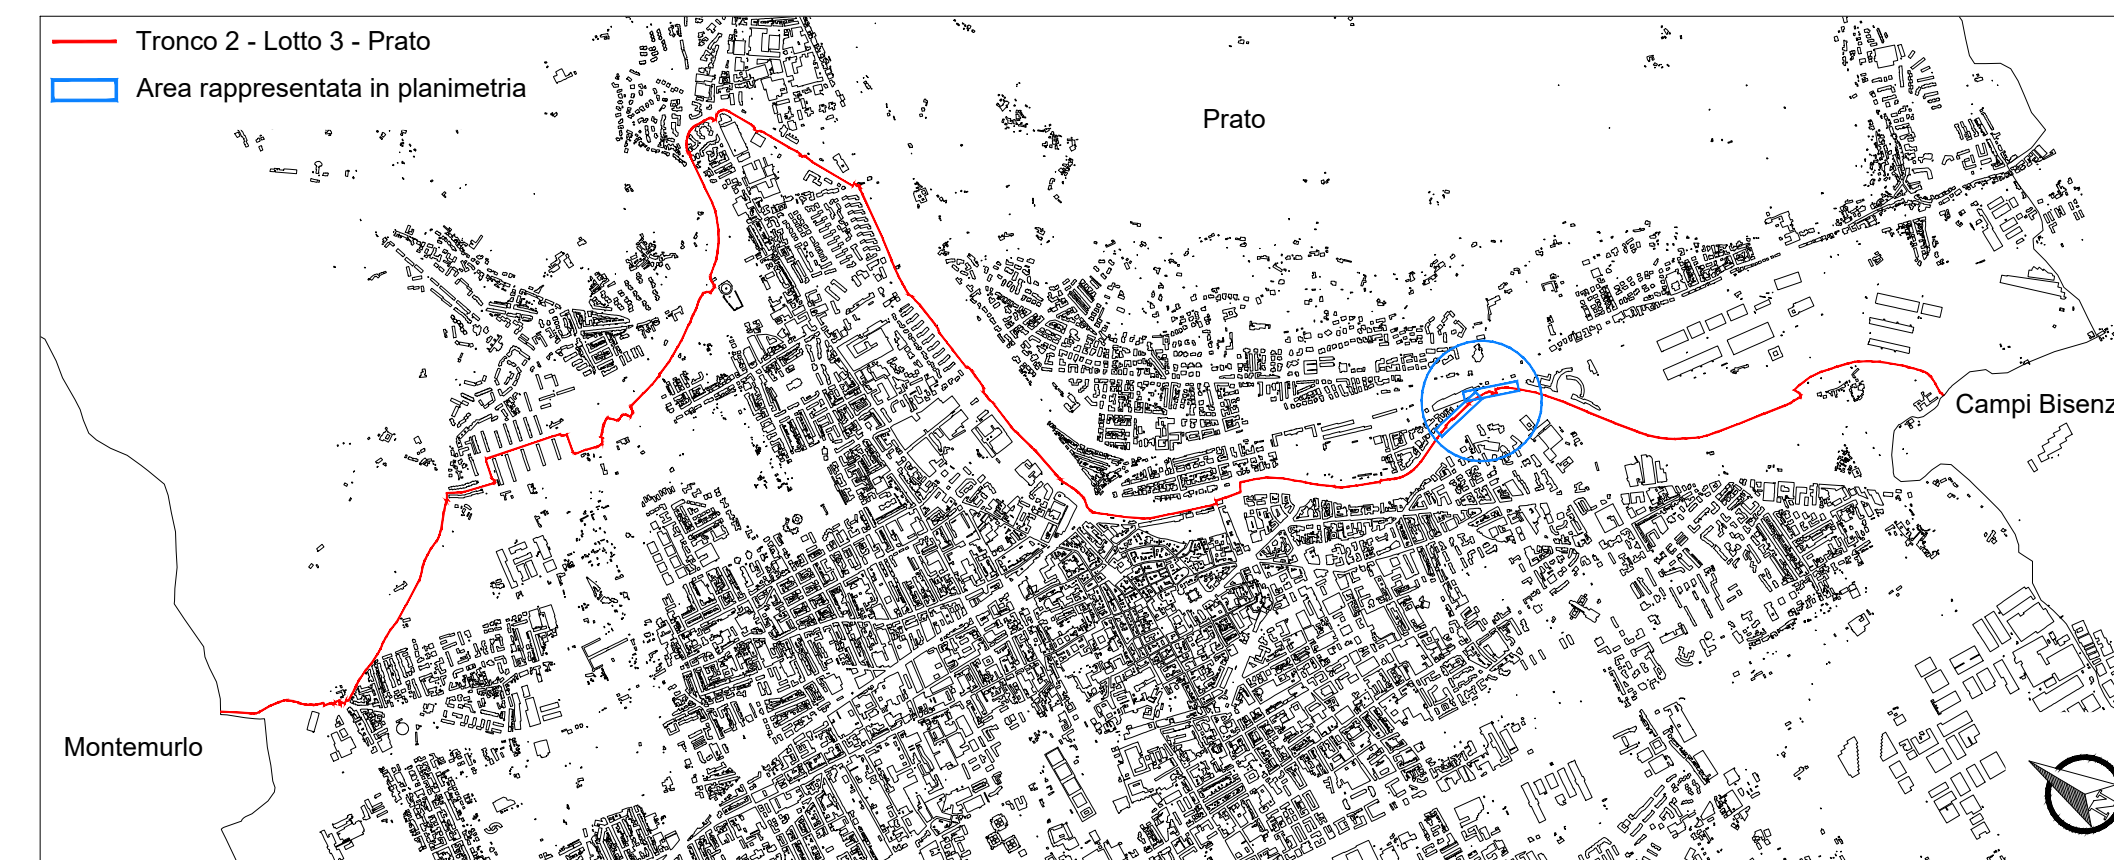 Tronco 2 - Lotto 3 - Prato
Area rappresentata in planimetria
Prato
Campi Bisenz
Montemurlo